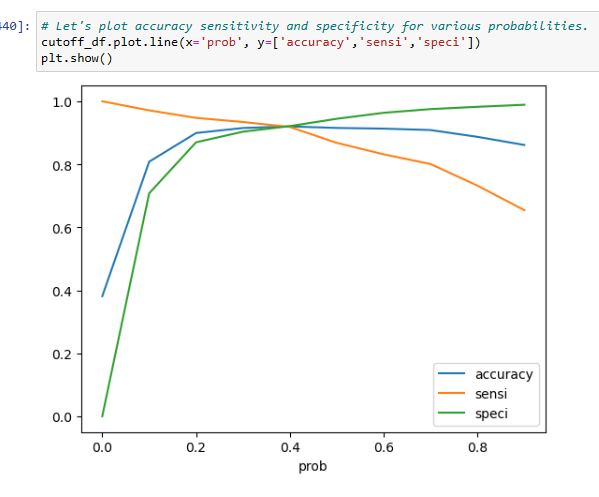 40]: # Let's plot accuracy sensitivity and specificity for various probabilities.
cutoff_df.plot.line(x='prob', y=['accuracy','sensi','speci'])
plt.show()
1.0
0.8
0.6
0.4
0.2
0.0
accuracy
sensi
speci
0.0 0.2 0.4 0.6 0.8
prob